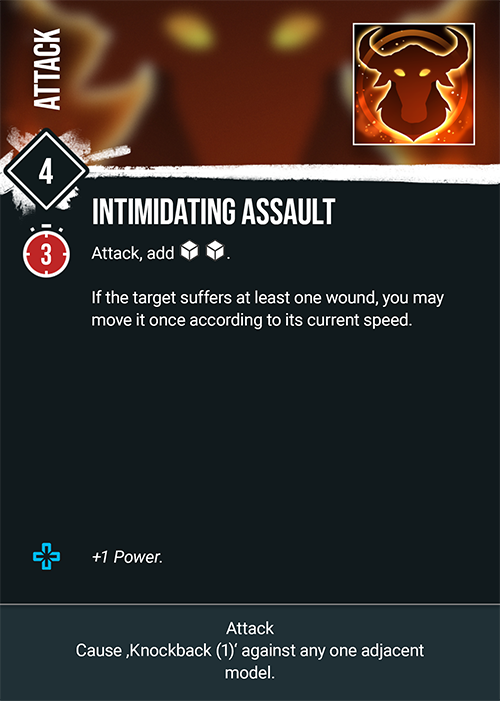 ATTACK
4
INTIMIDATING ASSAULT
3
Attack, add .
If the target suffers at least one wound, you may
move it once according to its current speed.
+1 Power.
Attack
Cause ‚Knockback (1)‘ against any one adjacent
model.